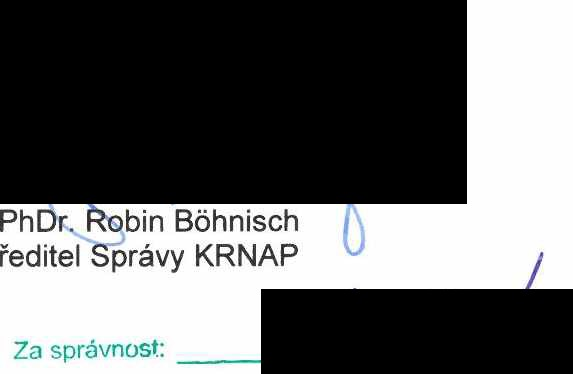 PhDr. Robin Böhnisch
ředitel Správy KRNAP
Za správnost: